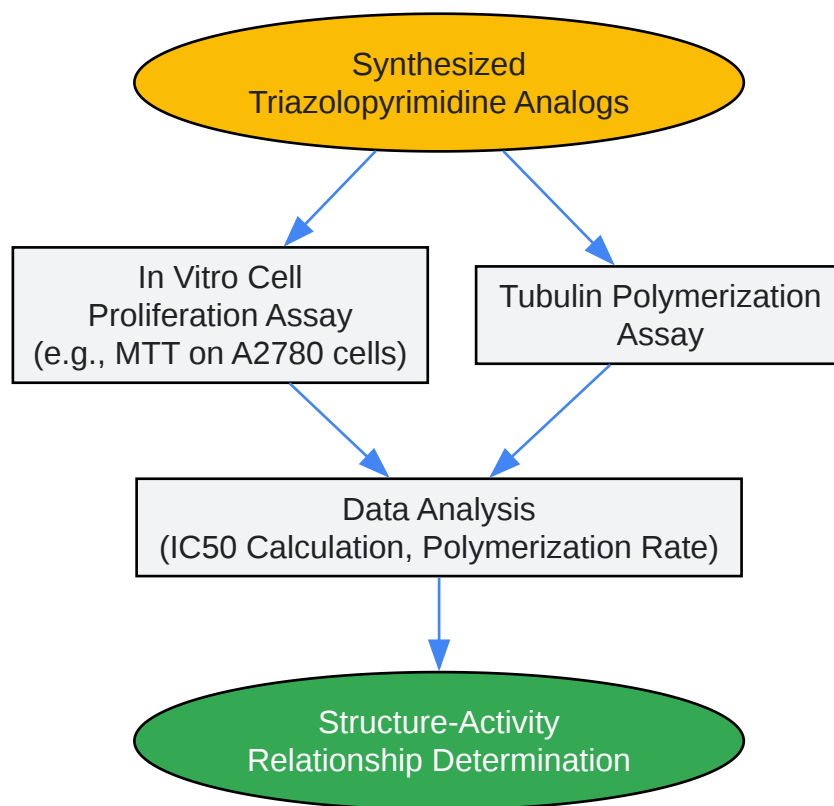 Synthesized
Triazolopyrimidine Analogs
In Vitro Cell
Proliferation Assay
(e.g., MTT on A2780 cells)
Tubulin Polymerization
Assay
Data Analysis
(IC50 Calculation, Polymerization Rate)
Structure-Activity
Relationship Determination